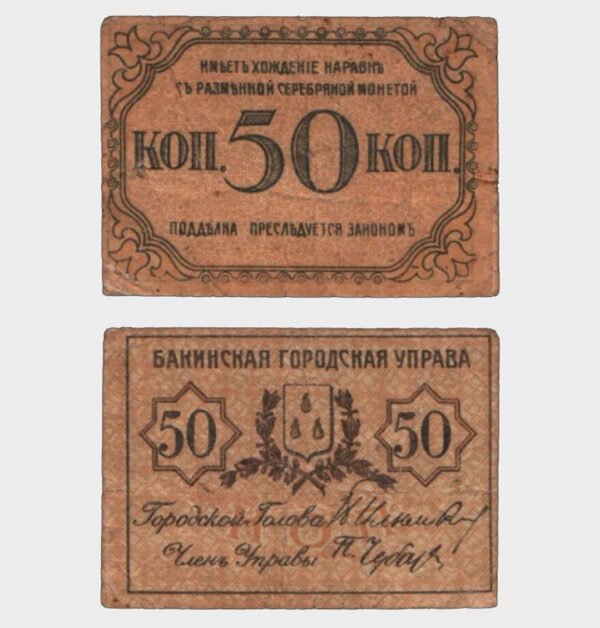 ИМѢЕТЪ ХОЖДЕНІЕ НАРАВНѢ
СЪ РАЗМѢННОЙ СЕРЕБРЯНОЙ МОНЕТОЙ
КОП. 50 КОП.
ПОДДѢЛКА ПРЕСЛѢДУЕТСЯ ЗАКОНОМЪ
БАКИНСКАЯ ГОРОДСКАЯ УПРАВА
50 50
Городской Голова
Членъ Управы